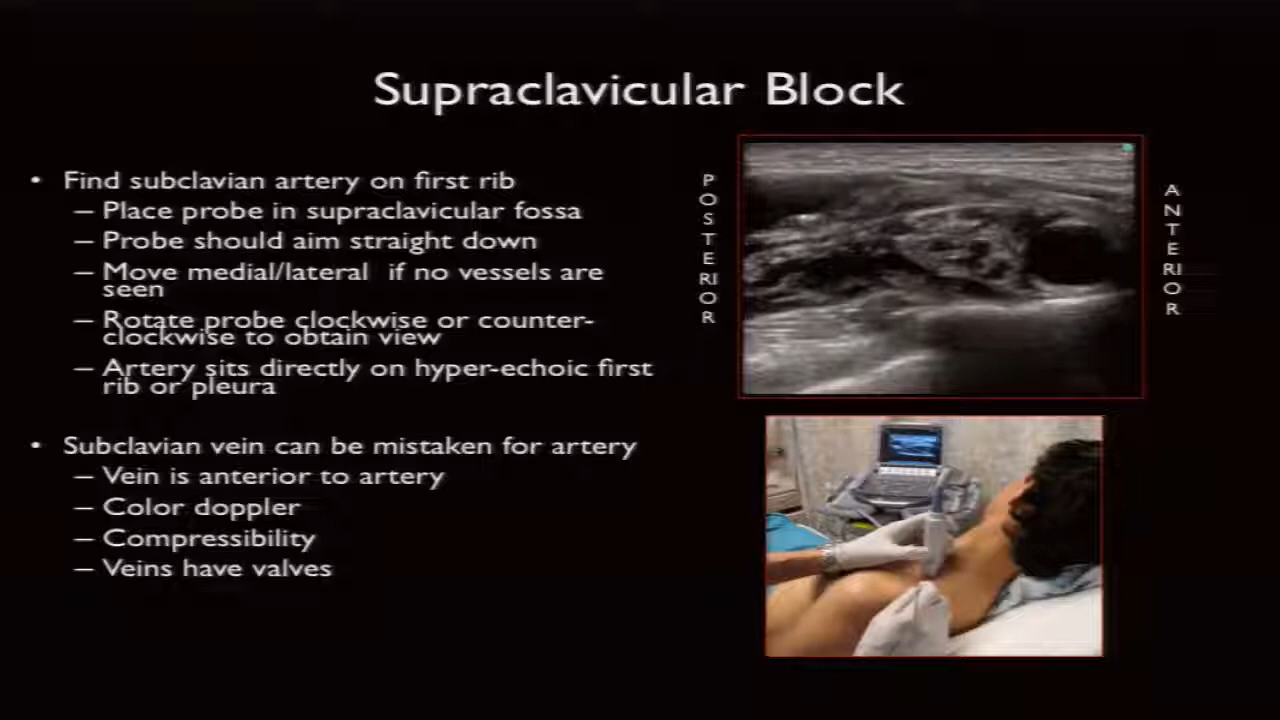 Supraclavicular Block
• Find subclavian artery on first rib
– Place probe in supraclavicular fossa
– Probe should aim straight down
– Move medial/lateral if no vessels are
seen
– Rotate probe clockwise or counter-
clockwise to obtain view
– Artery sits directly on hyper-echoic first
rib or pleura
• Subclavian vein can be mistaken for artery
– Vein is anterior to artery
– Color doppler
– Compressibility
– Veins have valves
POSTERIOR
ANTERIOR